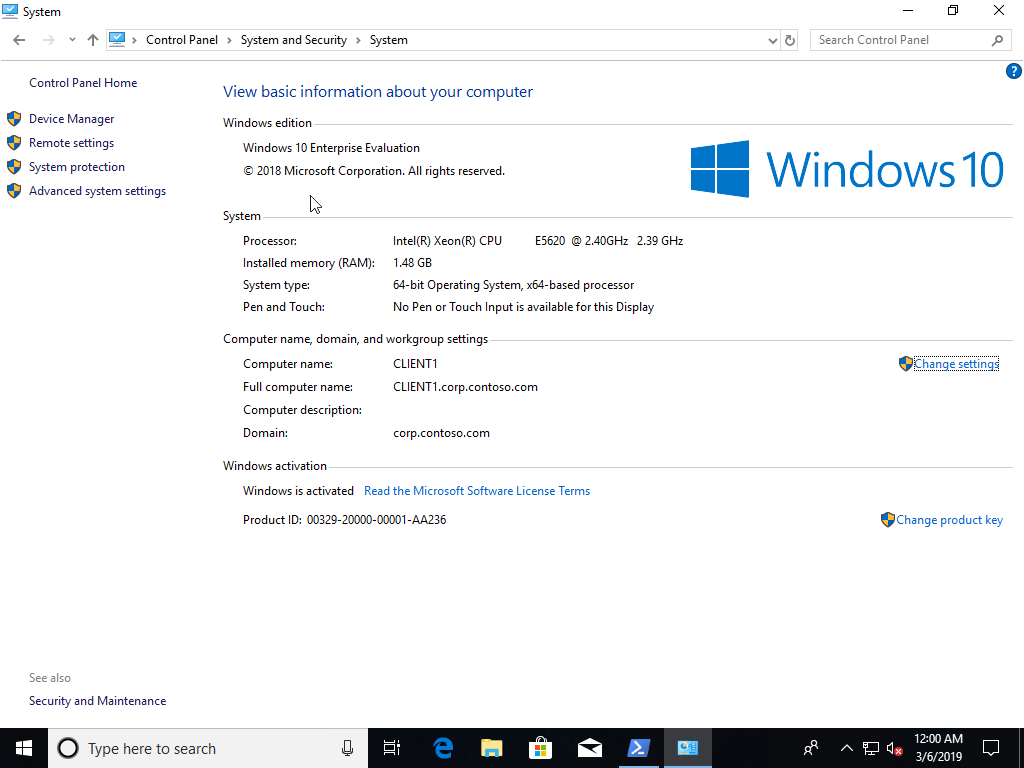 System
Control Panel > System and Security > System
Search Control Panel
?
Control Panel Home
Device Manager
Remote settings
System protection
Advanced system settings
View basic information about your computer
Windows edition
Windows 10 Enterprise Evaluation
© 2018 Microsoft Corporation. All rights reserved.
Windows 10
System
Processor: Intel(R) Xeon(R) CPU E5620 @ 2.40GHz 2.39 GHz
Installed memory (RAM): 1.48 GB
System type: 64-bit Operating System, x64-based processor
Pen and Touch: No Pen or Touch Input is available for this Display
Computer name, domain, and workgroup settings
Computer name: CLIENT1
Change settings
Full computer name: CLIENT1.corp.contoso.com
Computer description:
Domain: corp.contoso.com
Windows activation
Windows is activated Read the Microsoft Software License Terms
Product ID: 00329-20000-00001-AA236
Change product key
See also
Security and Maintenance
Type here to search
12:00 AM
3/6/2019